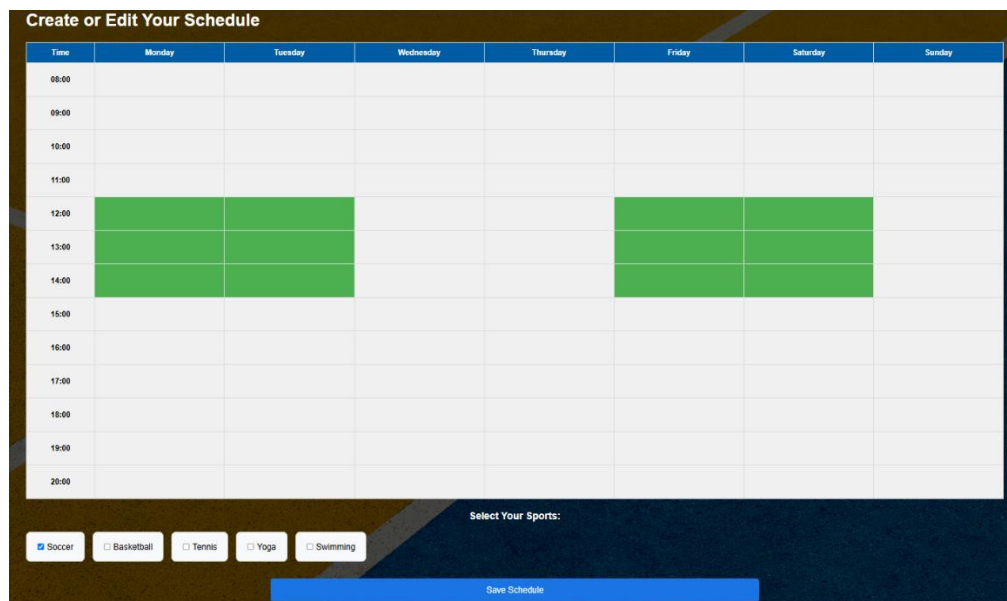 Create or Edit Your Schedule
Time Monday Tuesday Wednesday Thursday Friday Saturday Sunday
08:00
09:00
10:00
11:00
12:00
13:00
14:00
15:00
16:00
17:00
18:00
19:00
20:00
Select Your Sports:
Soccer Basketball Tennis Yoga Swimming
Save Schedule